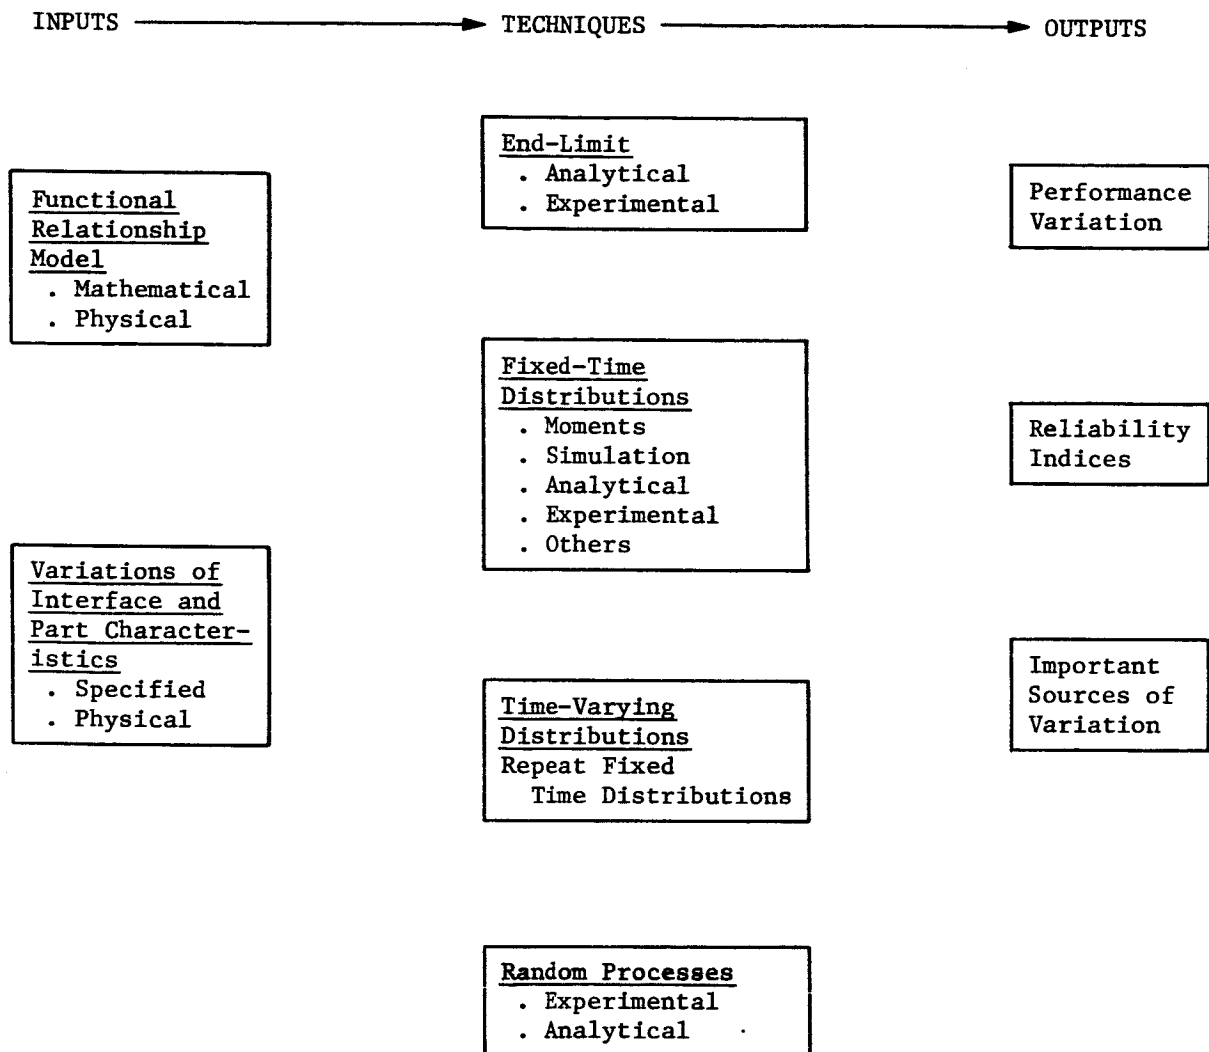 INPUTS TECHNIQUES OUTPUTS
Functional
Relationship
Model
. Mathematical
. Physical
Variations of
Interface and
Part Character-
istics
. Specified
. Physical
End-Limit
. Analytical
. Experimental
Fixed-Time
Distributions
. Moments
. Simulation
. Analytical
. Experimental
. Others
Time-Varying
Distributions
Repeat Fixed
Time Distributions
Random Processes
. Experimental
. Analytical
Performance
Variation
Reliability
Indices
Important
Sources of
Variation